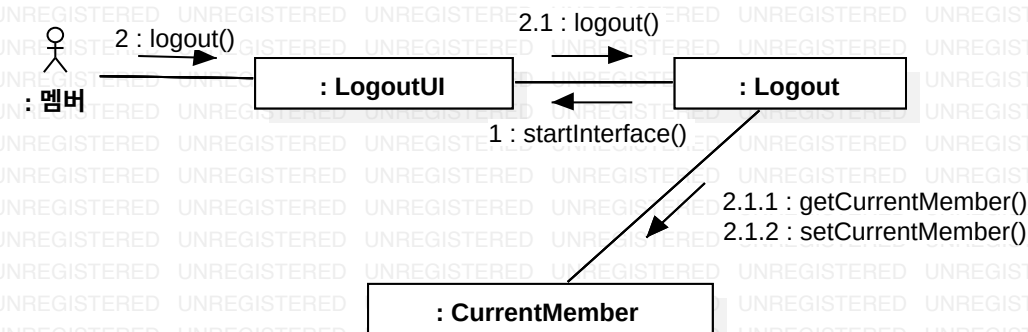 2 : logout()
2.1 : logout()
: 멤버
: LogoutUI
: Logout
1 : startInterface()
2.1.1 : getCurrentMember()
2.1.2 : setCurrentMember()
: CurrentMember
UNREGISTERED